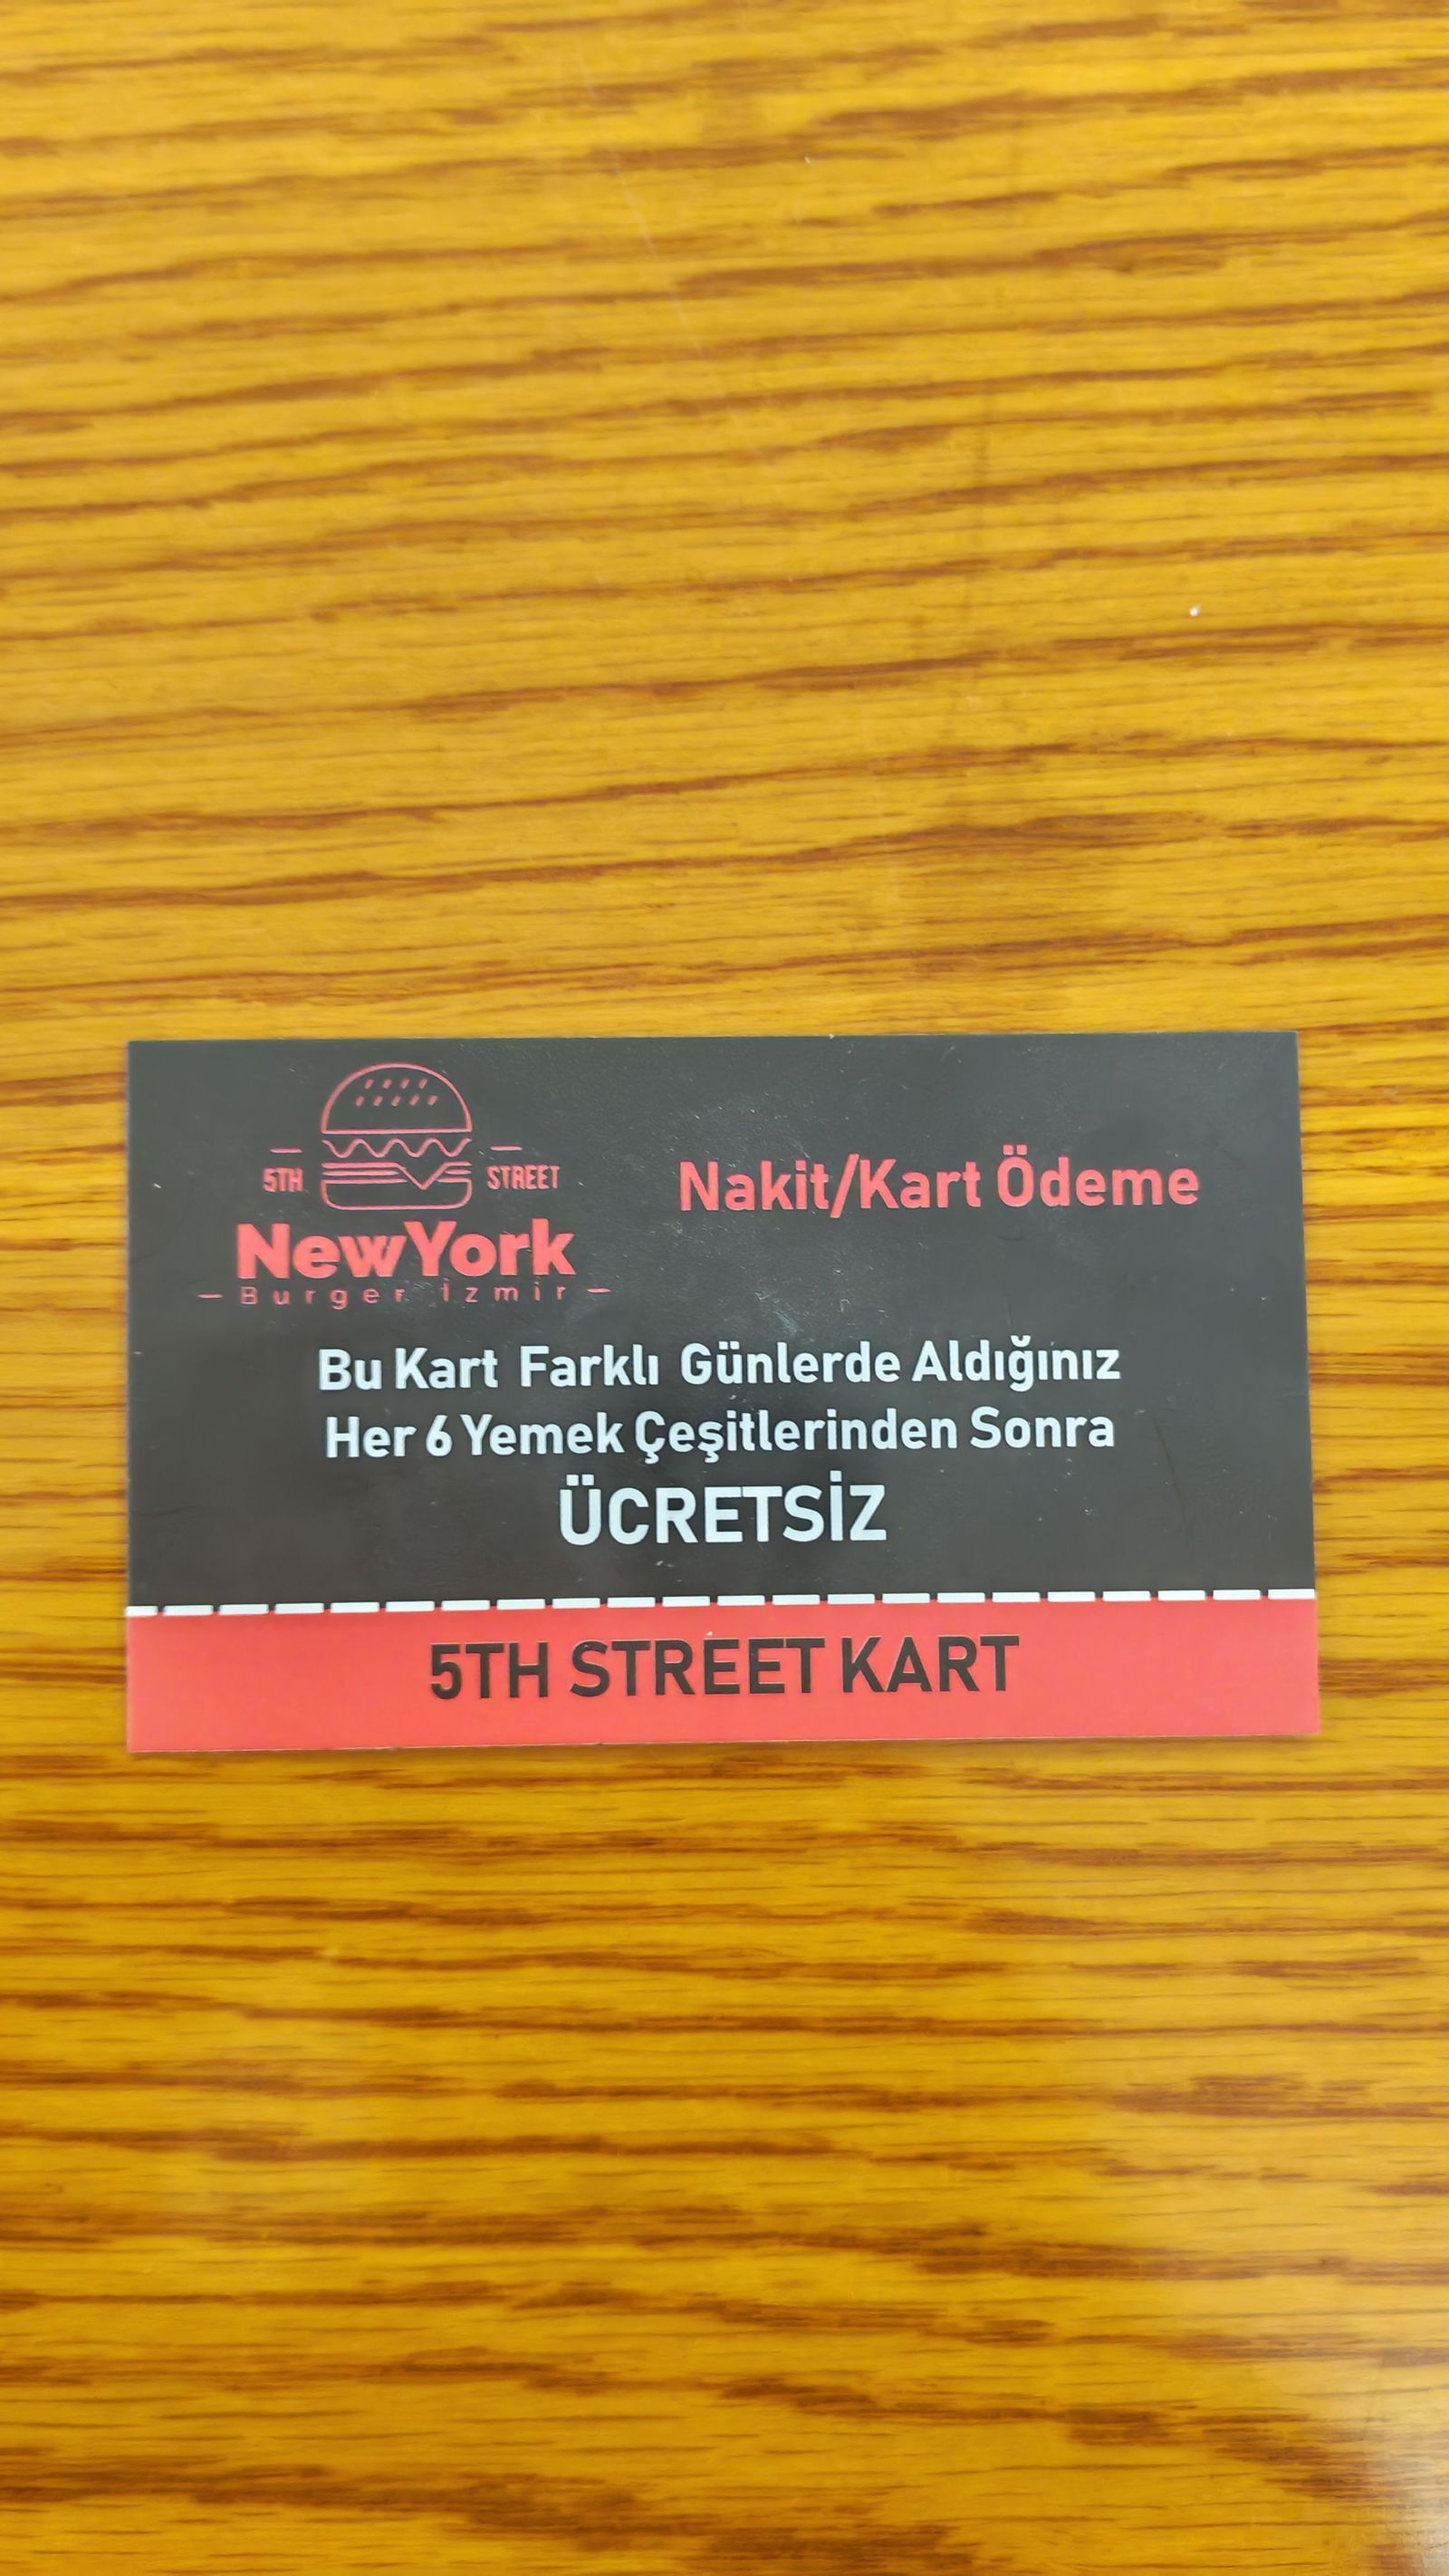 5TH STREET
NewYork
Burger İzmir
Nakit/Kart Ödeme
Bu Kart Farklı Günlerde Aldığınız
Her 6 Yemek Çeşitlerinden Sonra
ÜCRETSİZ
5TH STREET KART